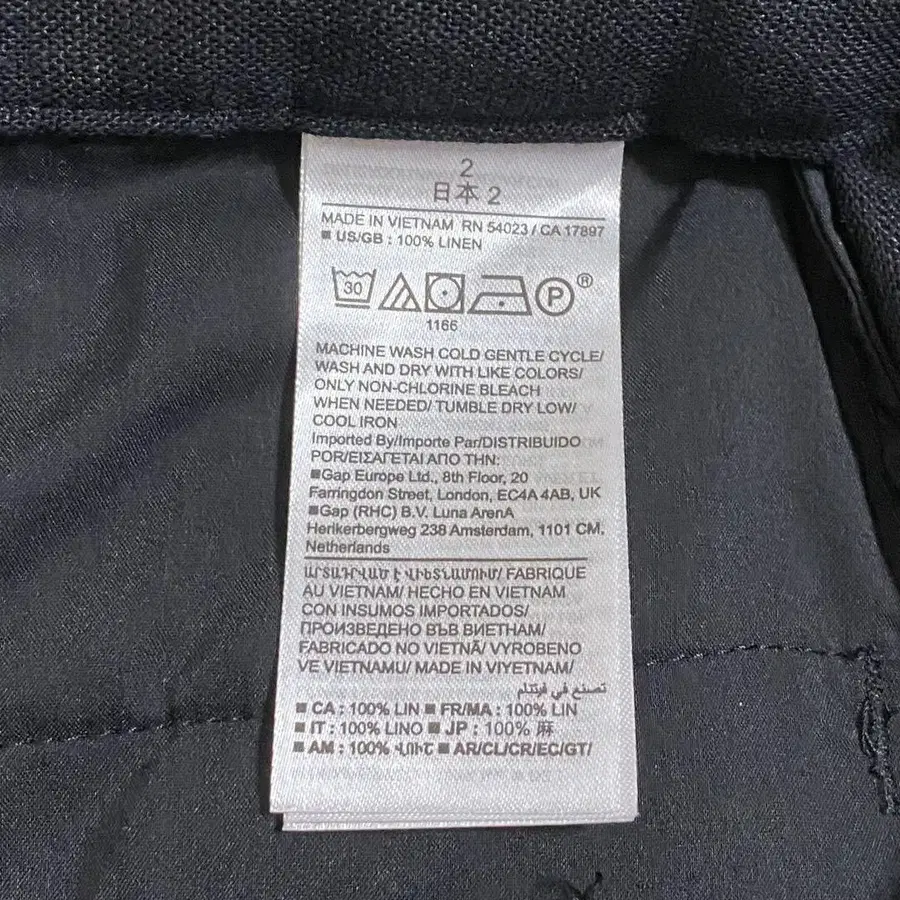 2
日本 2
MADE IN VIETNAM RN 54023 / CA 17897
■ US/GB : 100% LINEN
30 P ®
1166
MACHINE WASH COLD GENTLE CYCLE/
WASH AND DRY WITH LIKE COLORS/
ONLY NON-CHLORINE BLEACH
WHEN NEEDED/ TUMBLE DRY LOW/
COOL IRON
Imported By/Importe Par/DISTRIBUIDO
POR/ΕΙΣΑΓΕΤΑΙ ΑΠΟ ΤΗΝ:
■Gap Europe Ltd., 8th Floor, 20
Farringdon Street, London, EC4A 4AB, UK
■Gap (RHC) B.V. Luna ArenA
Herikerbergweg 238 Amsterdam, 1101 CM.
Netherlands
ԱՐՏԱԴՐՎԱԾ Է ՎԻԵՏՆԱՄՈՒՄ/ FABRIQUE
AU VIETNAM/ HECHO EN VIETNAM
CON INSUMOS IMPORTADOS/
ПРОИЗВЕДЕНО ВЪВ ВИЕТНАМ/
FABRICADO NO VIETNÃ/ VYROBENO
VE VIETNAMU/ MADE IN VIYETNAM/
تصنع في فيتنام
■ CA : 100% LIN ■ FR/MA : 100% LIN
■ IT : 100% LINO ■ JP : 100% 麻
■ AM : 100% ՎՈՒՇ ■ AR/CL/CR/EC/GT/